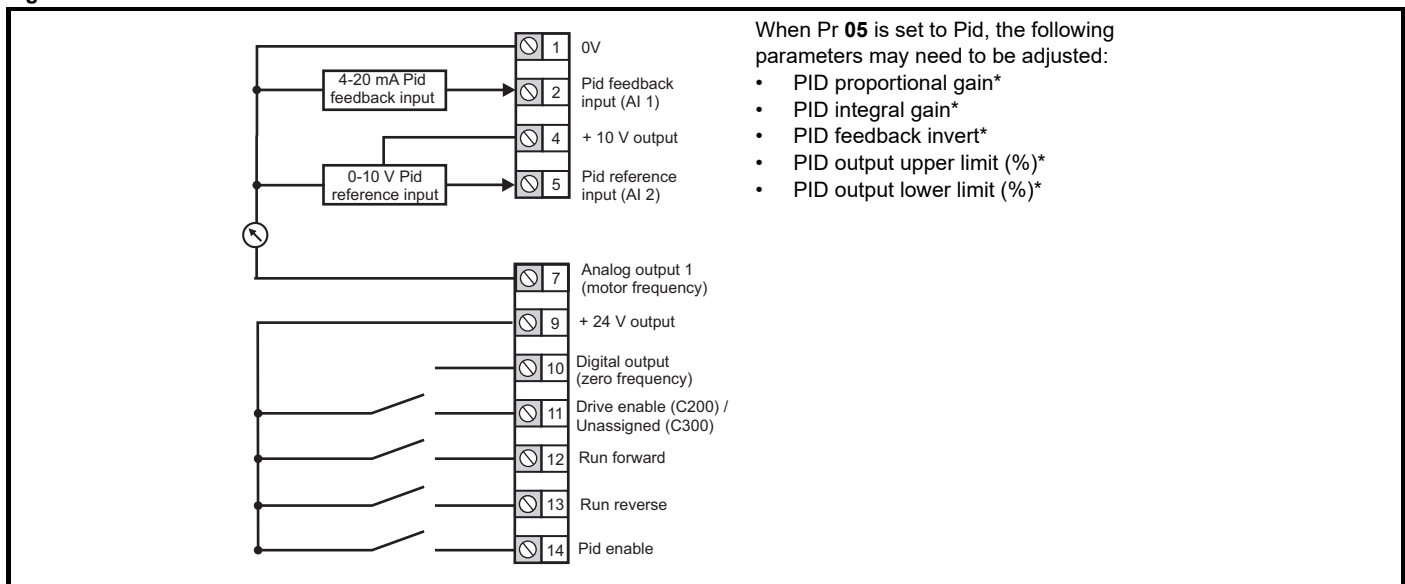 1 0V
4-20 mA Pid
feedback input
2 Pid feedback
input (AI 1)
4 + 10 V output
0-10 V Pid
reference input
5 Pid reference
input (AI 2)
7 Analog output 1
(motor frequency)
9 + 24 V output
10 Digital output
(zero frequency)
11 Drive enable (C200) /
Unassigned (C300)
12 Run forward
13 Run reverse
14 Pid enable
When Pr 05 is set to Pid, the following
parameters may need to be adjusted:
• PID proportional gain*
• PID integral gain*
• PID feedback invert*
• PID output upper limit (%)*
• PID output lower limit (%)*